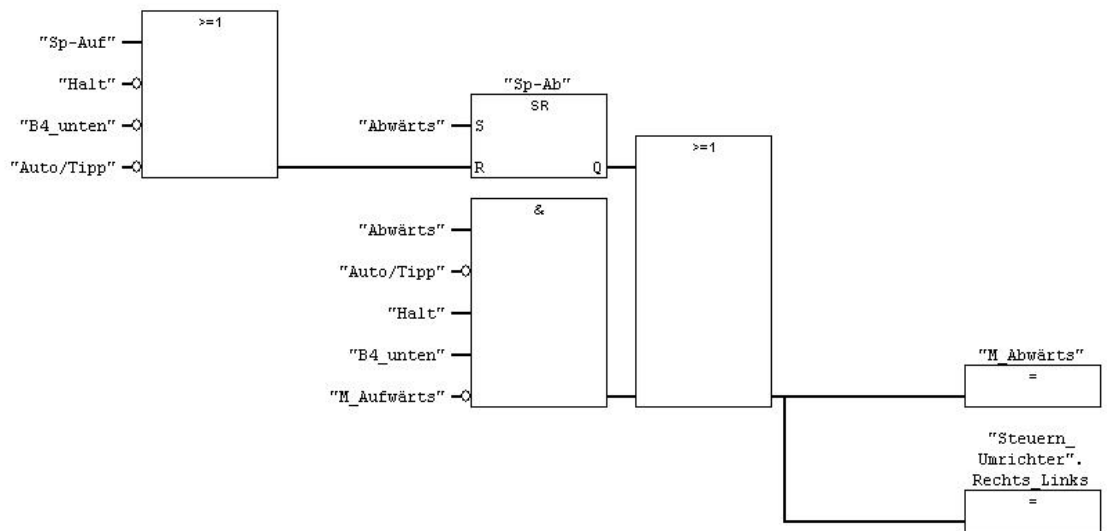 >=1
"Sp-Auf"
"Halt"
"B4_unten"
"Auto/Tipp"
"Sp-Ab"
SR
"Abwärts" S
R Q
>=1
&
"Abwärts"
"Auto/Tipp"
"Halt"
"B4_unten"
"M_Aufwärts"
"M_Abwärts"
=
"Steuern_
Umrichter".
Rechts_Links
=